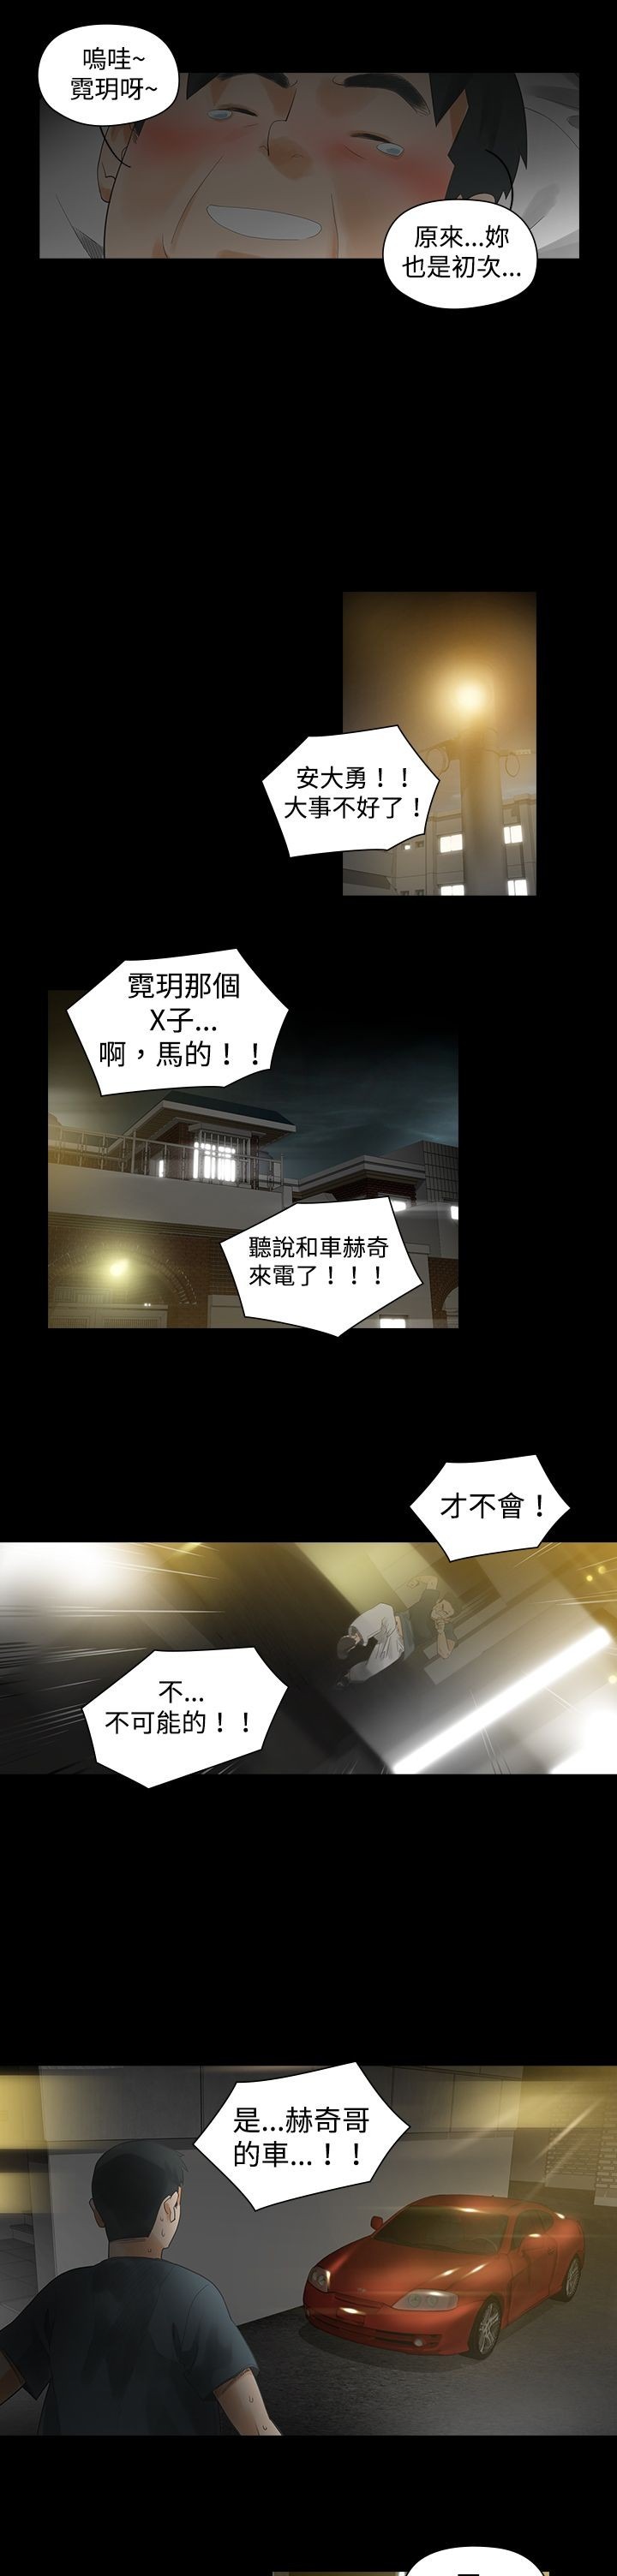 嗚哇~
霓玥呀~
原來...妳
也是初次...
安大勇！！
大事不好了！
霓玥那個
X子...
啊，馬的！！
聽說和車赫奇
來電了！！！
才不會！
不...
不可能的！！
是...赫奇哥
的車...！！